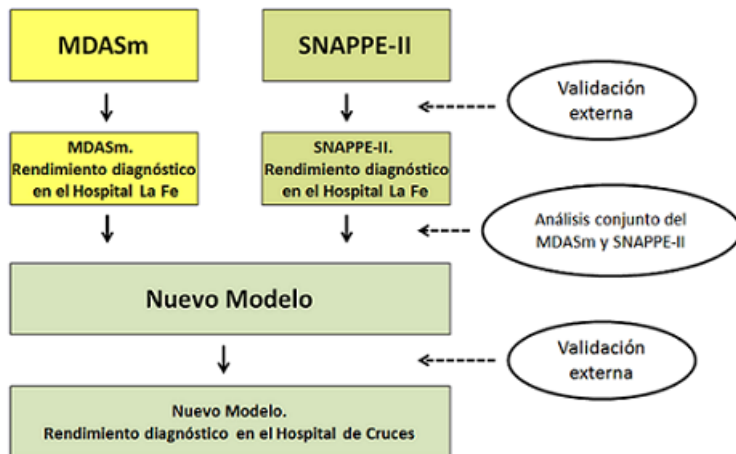 MDASm
SNAPPE-II
Validación
externa
MDASm.
Rendimiento diagnóstico
en el Hospital La Fe
SNAPPE-II.
Rendimiento diagnóstico
en el Hospital La Fe
Análisis conjunto del
MDASm y SNAPPE-II
Nuevo Modelo
Validación
externa
Nuevo Modelo.
Rendimiento diagnóstico en el Hospital de Cruces